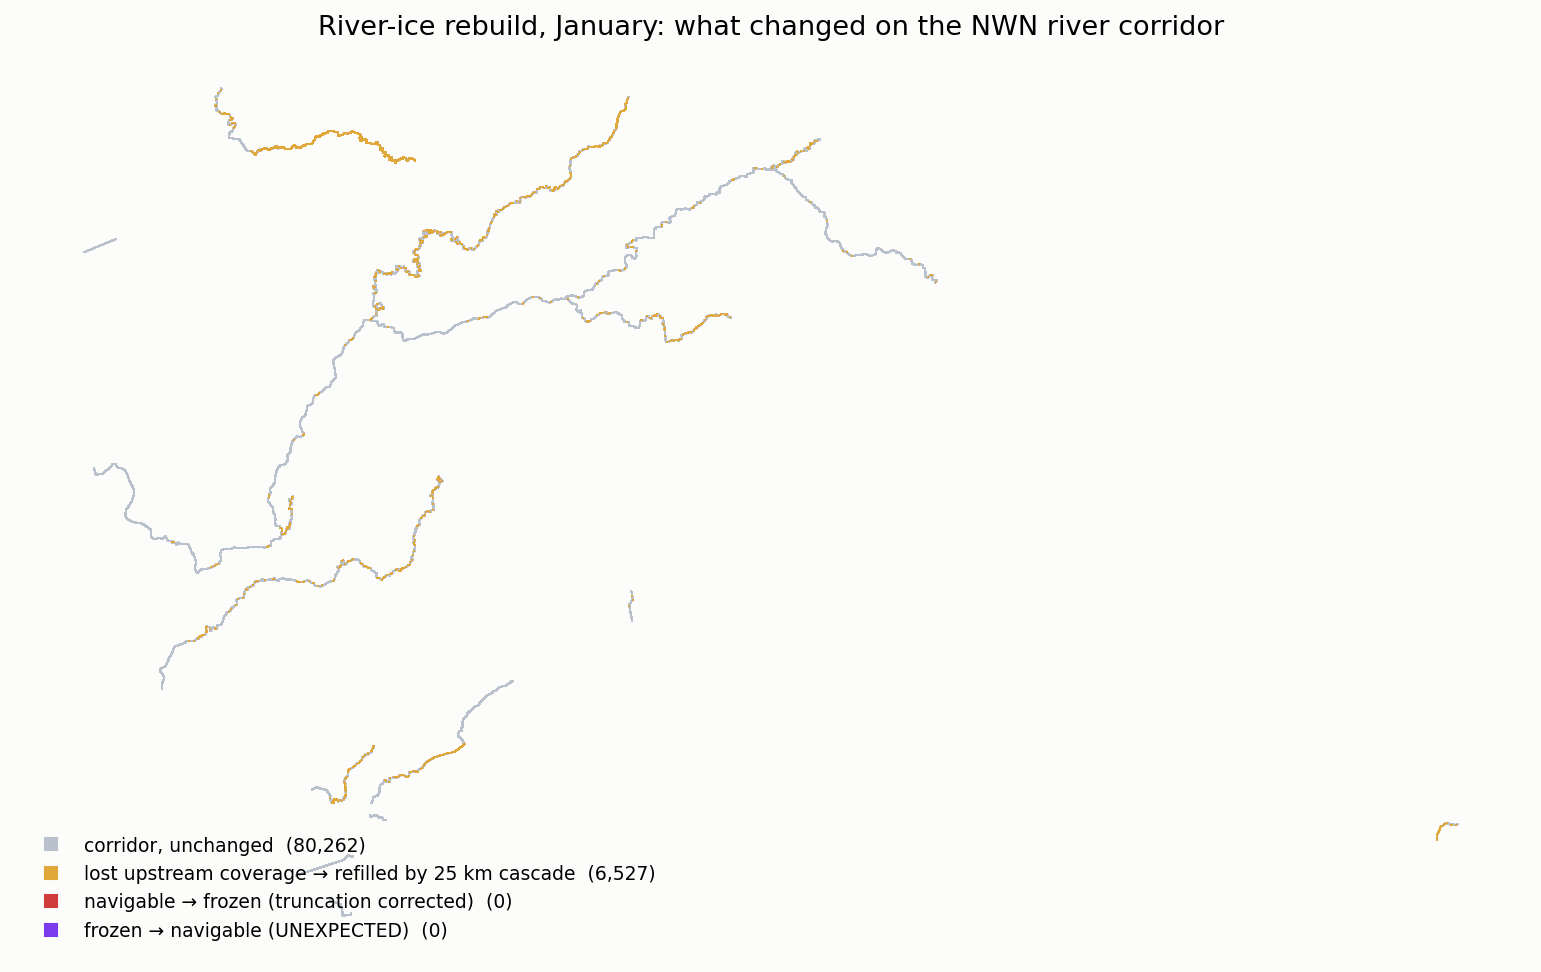 River-ice rebuild, January: what changed on the NWN river corridor
corridor, unchanged (80,262)
lost upstream coverage → refilled by 25 km cascade (6,527)
navigable → frozen (truncation corrected) (0)
frozen → navigable (UNEXPECTED) (0)